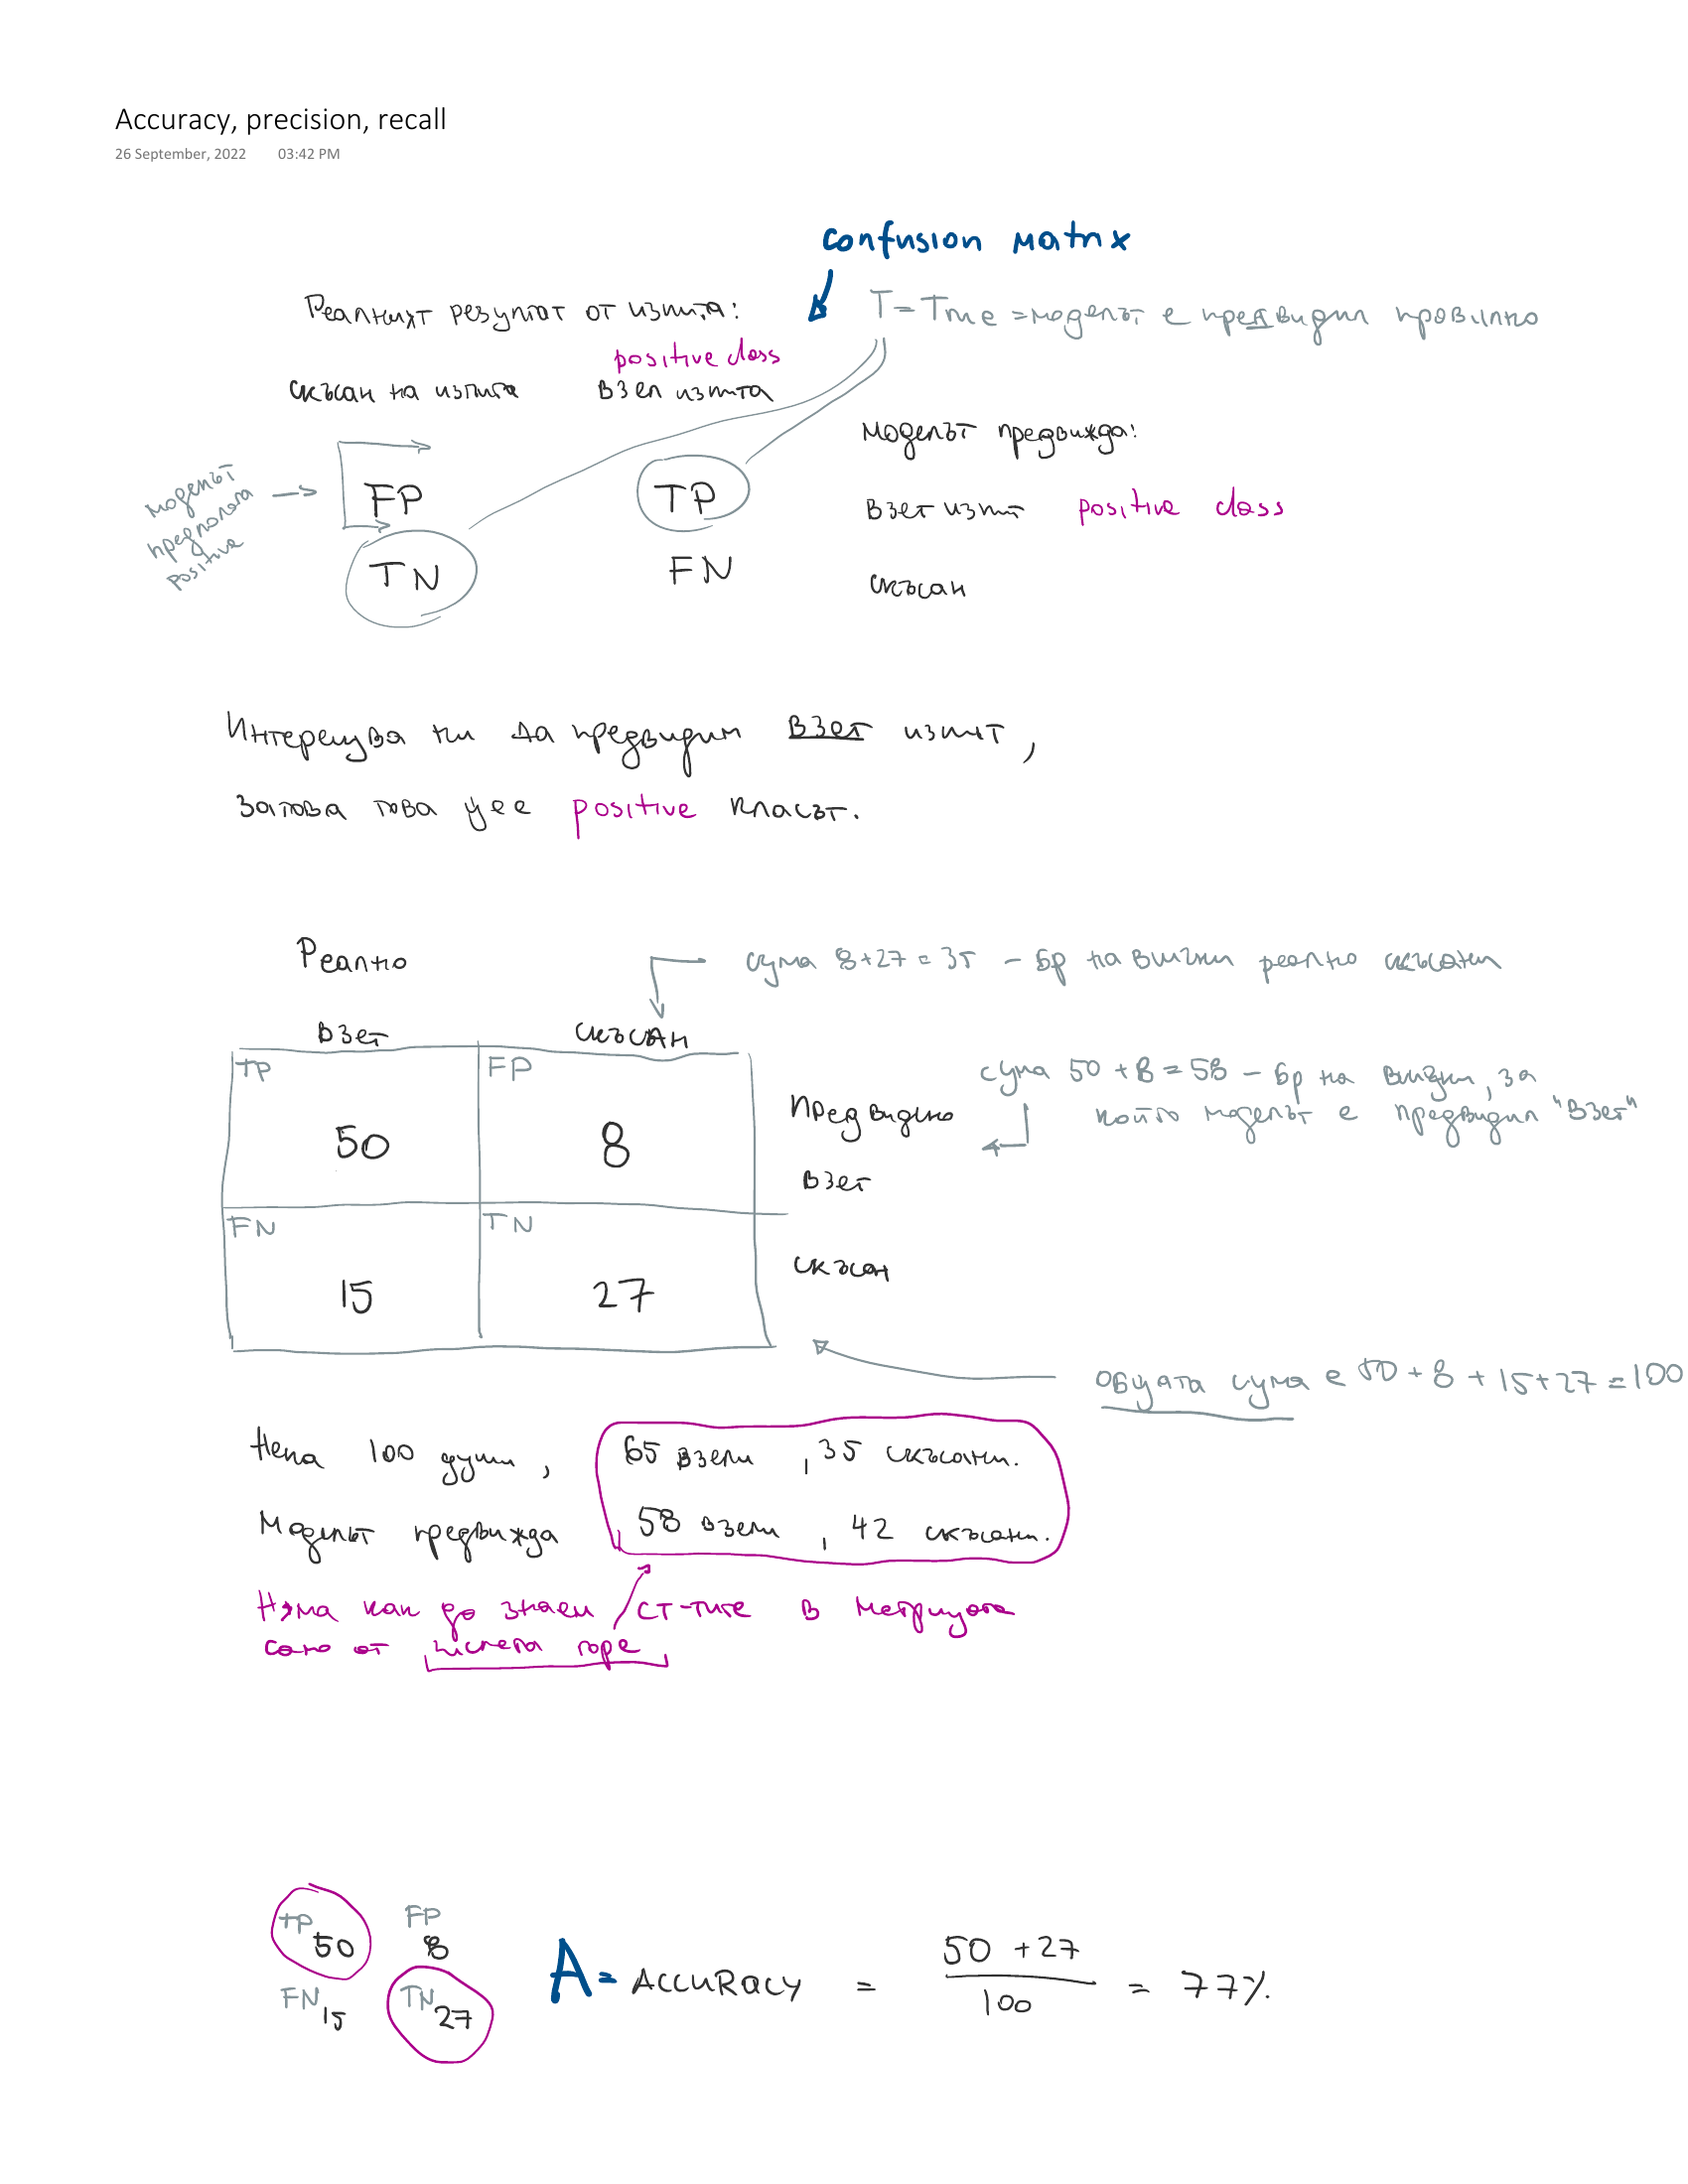 Accuracy, precision, recall
26 September, 2022 03:42 PM
confusion matrix
Реалният резултат от изпита:
T = True = моделът е предвидил правилно
positive class
скъсан на изпита взел изпита
моделът предвижда:
моделът
предполага
positive
FP TP
взет изпит positive class
TN FN
скъсан
Интересува ни да предвидим взет изпит,
затова това ще е positive класът.
Реално
сума 8+27=35 - бр на всички реално скъсани
взет скъсан
TP FP
50 8
Предвидено
взет
сума 50+8=58 - бр на всички, за
който моделът е предвидил "взет"
FN TN
15 27
скъсан
общата сума е 50+8+15+27=100
Нека 100 души, 65 взели, 35 скъсани.
Моделът предвижда, 58 взели, 42 скъсани.
Няма как да знаем ст-тите в матрицата
само от числата горе
TP 50 FP 8
FN 15 TN 27
A = Accuracy = 50 + 27 / 100 = 77%